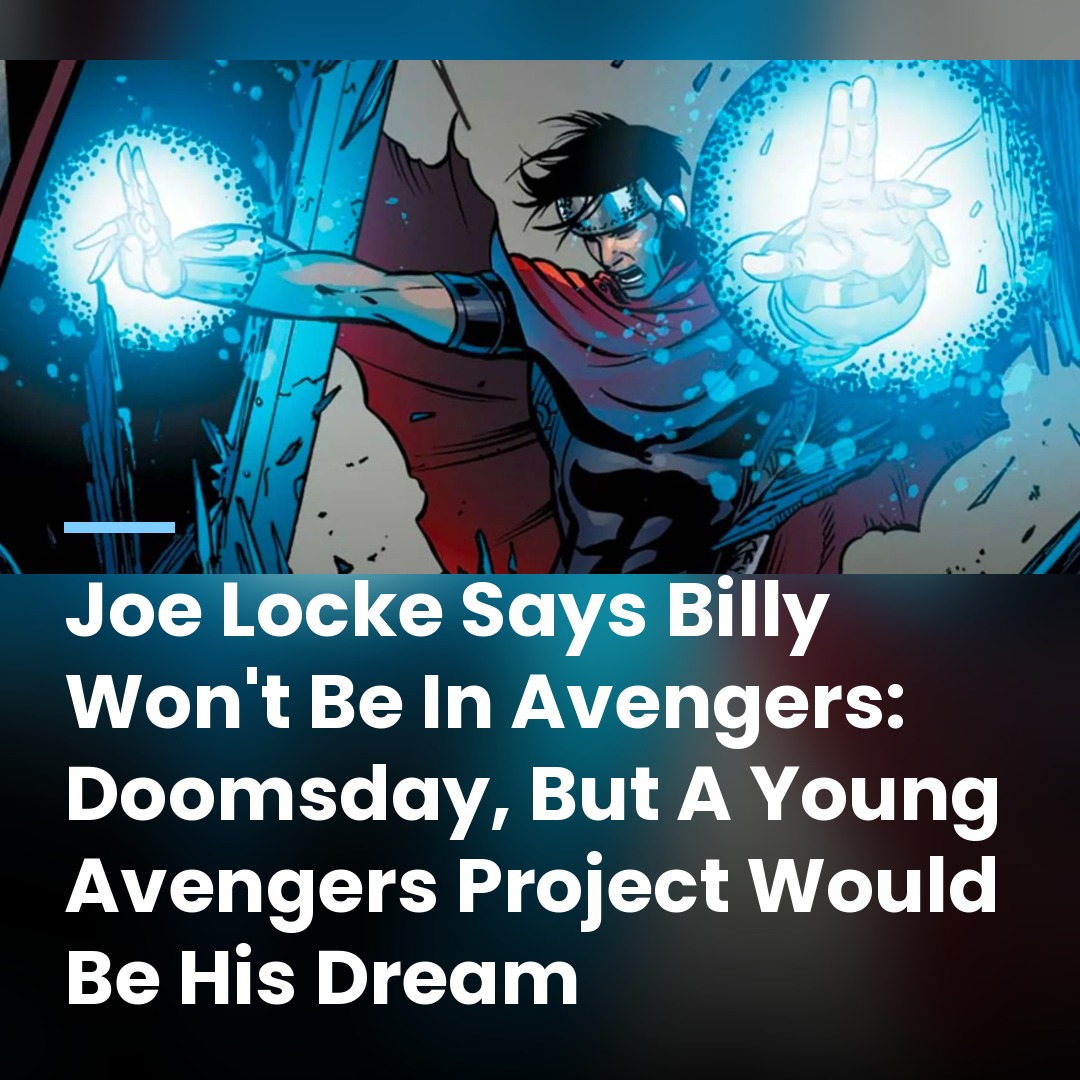 Joe Locke Says Billy
Won't Be In Avengers:
Doomsday, But A Young
Avengers Project Would
Be His Dream